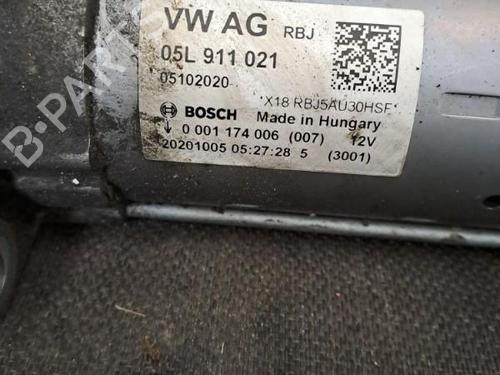 VW AG RBJ
05L 911 021
05102020
*X18 RBJ5AU30HSF*
BOSCH Made in Hungary
0 001 174 006 (007) 12V
20201005 05:27:28 5 (3001)